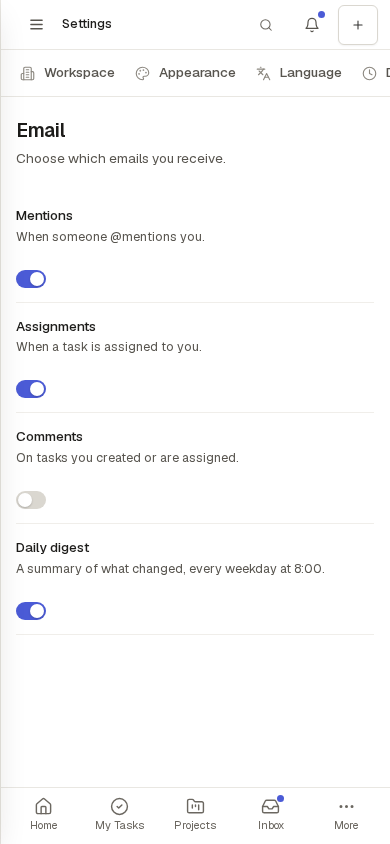 Settings
Workspace Appearance Language
Email
Choose which emails you receive.
Mentions
When someone @mentions you.
Assignments
When a task is assigned to you.
Comments
On tasks you created or are assigned.
Daily digest
A summary of what changed, every weekday at 8:00.
Home My Tasks Projects Inbox More